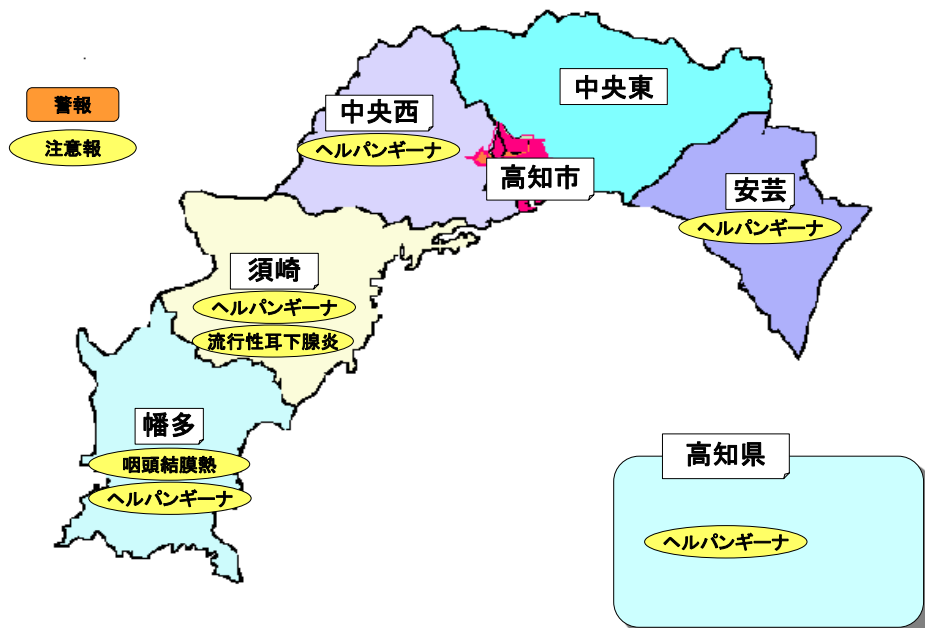 警報
注意報
中央西
ヘルパンギーナ
中央東
高知市
安芸
ヘルパンギーナ
須崎
ヘルパンギーナ
流行性耳下腺炎
幡多
咽頭結膜熱
ヘルパンギーナ
高知県
ヘルパンギーナ